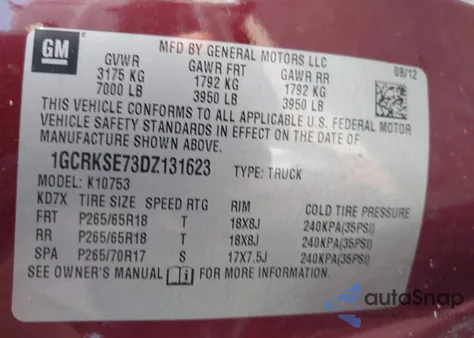 GM
MFD BY GENERAL MOTORS LLC
08/12
GVWR GAWR FRT GAWR RR
3175 KG 1792 KG 1792 KG
7000 LB 3950 LB 3950 LB
THIS VEHICLE CONFORMS TO ALL APPLICABLE U.S. FEDERAL MOTOR
VEHICLE SAFETY STANDARDS IN EFFECT ON THE DATE OF
MANUFACTURE SHOWN ABOVE.
1GCRKSE73DZ131623 TYPE: TRUCK
MODEL: K10753
KD7X TIRE SIZE SPEED RTG RIM COLD TIRE PRESSURE
FRT P265/65R18 T 18X8J 240KPA(35PSI)
RR P265/65R18 T 18X8J 240KPA(35PSI)
SPA P265/70R17 S 17X7.5J 240KPA(35PSI)
SEE OWNER'S MANUAL FOR MORE INFORMATION.
autoSnap